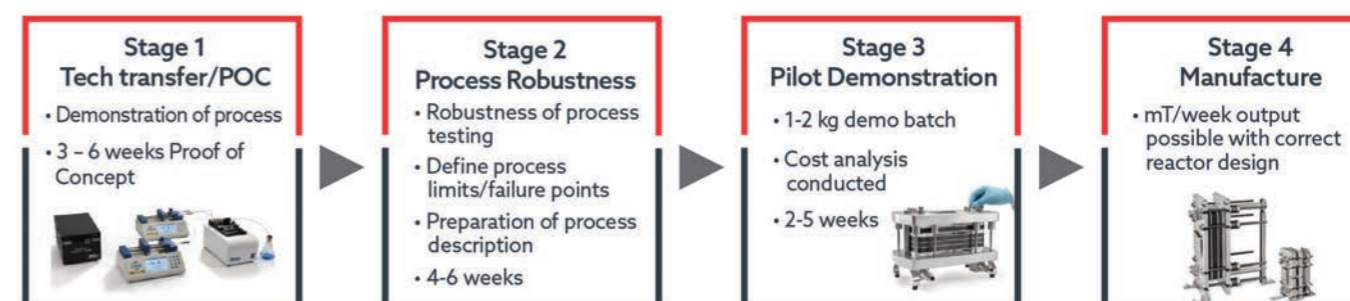 Stage 1
Tech transfer/POC
• Demonstration of process
• 3 – 6 weeks Proof of
Concept
Stage 2
Process Robustness
• Robustness of process
testing
• Define process
limits/failure points
• Preparation of process
description
• 4-6 weeks
Stage 3
Pilot Demonstration
• 1-2 kg demo batch
• Cost analysis
conducted
• 2-5 weeks
Stage 4
Manufacture
• mT/week output
possible with correct
reactor design